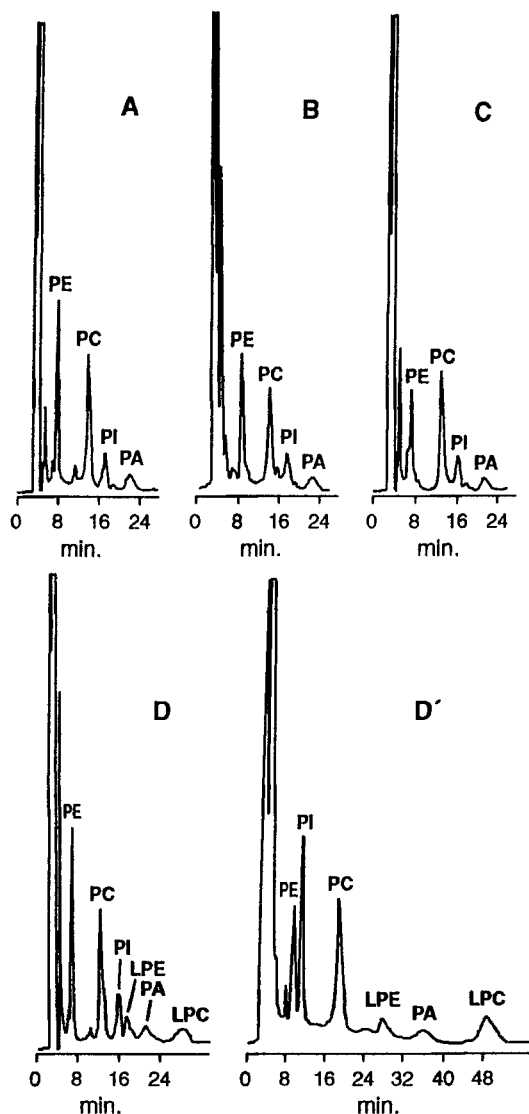 A
PE
PC
PI
PA
0 8 16 24
min.
B
PE
PC
PI
PA
0 8 16 24
min.
C
PE
PC
PI
PA
0 8 16 24
min.
D
PE
PC
PI
LPE
PA
LPC
0 8 16 24
min.
D´
PI
PE
PC
LPE
PA
LPC
0 8 16 24 32 40 48
min.